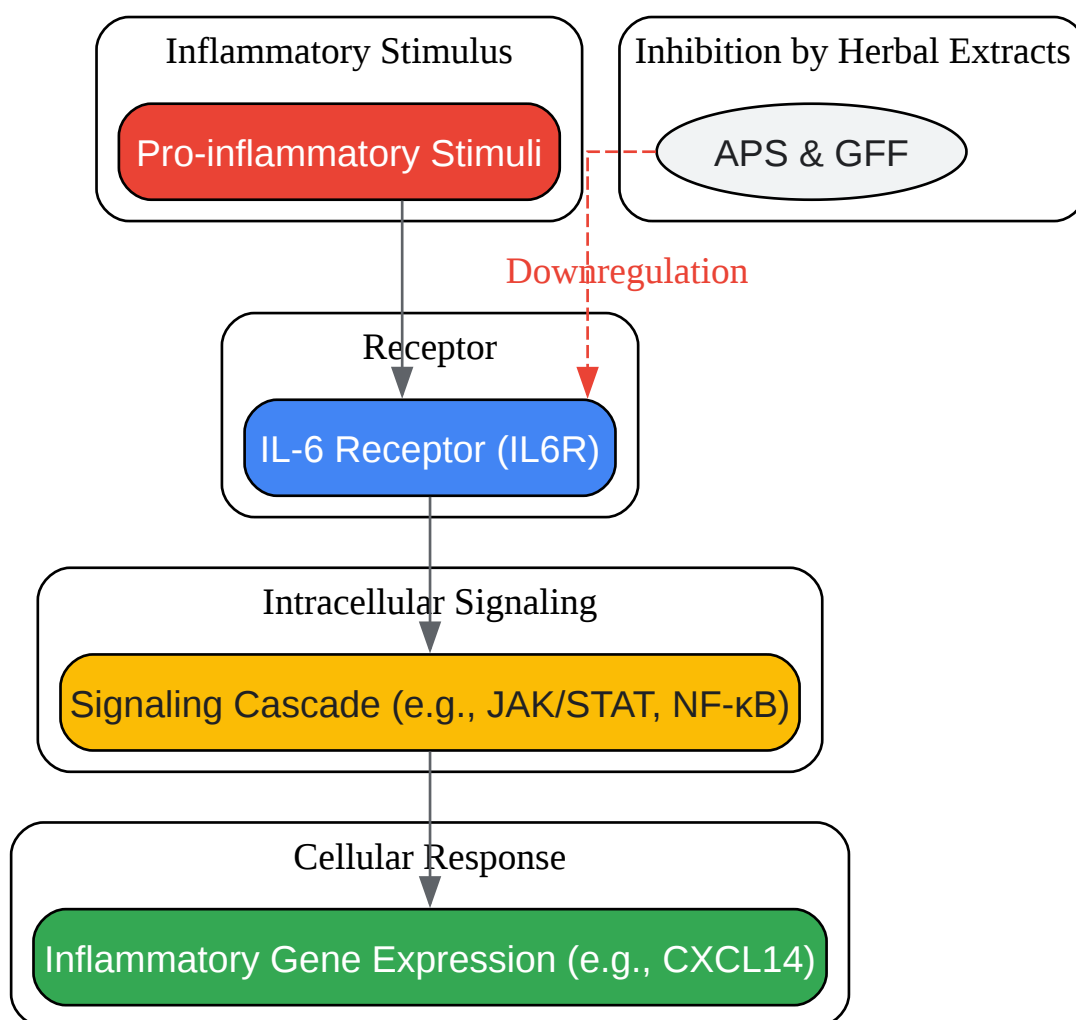 Inflammatory Stimulus
Inhibition by Herbal Extracts
Pro-inflammatory Stimuli
APS & GFF
Downregulation
Receptor
IL-6 Receptor (IL6R)
Intracellular Signaling
Signaling Cascade (e.g., JAK/STAT, NF-κB)
Cellular Response
Inflammatory Gene Expression (e.g., CXCL14)